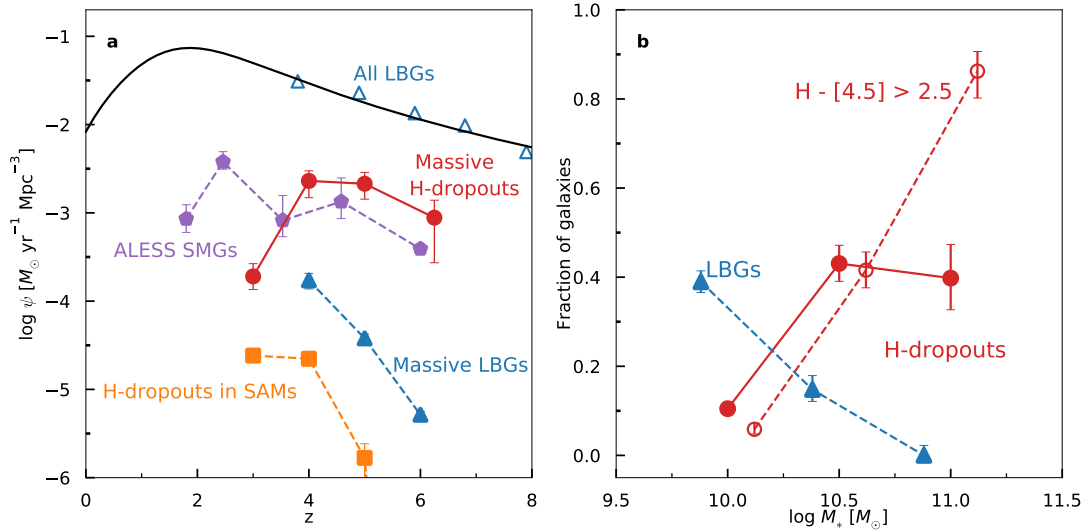 a
All LBGs
Massive
H-dropouts
ALESS SMGs
Massive LBGs
H-dropouts in SAMs
log ψ [M⊙ yr⁻¹ Mpc⁻³]
−1
−2
−3
−4
−5
−6
0 2 4 6 8
z
b
H - [4.5] > 2.5
LBGs
H-dropouts
Fraction of galaxies
1.0
0.8
0.6
0.4
0.2
0.0
9.5 10.0 10.5 11.0 11.5
log M* [M⊙]